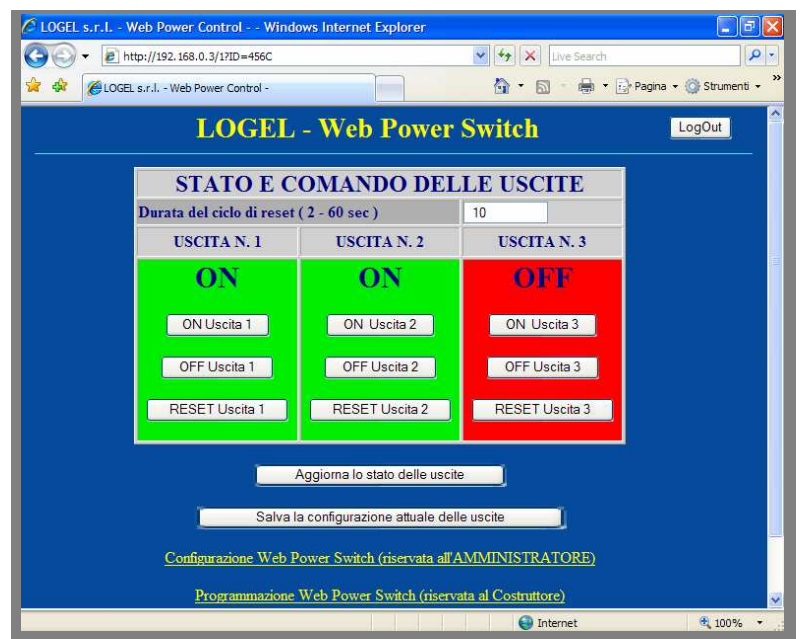 LOGEL s.r.l. - Web Power Control - - Windows Internet Explorer
http://192.168.0.3/1?ID=456C
Live Search
LOGEL s.r.l. - Web Power Control -
Pagina
Strumenti
»
LOGEL - Web Power Switch
LogOut
STATO E COMANDO DELLE USCITE
Durata del ciclo di reset ( 2 - 60 sec ) 10
USCITA N. 1 USCITA N. 2 USCITA N. 3
ON ON OFF
ON Uscita 1 ON Uscita 2 ON Uscita 3
OFF Uscita 1 OFF Uscita 2 OFF Uscita 3
RESET Uscita 1 RESET Uscita 2 RESET Uscita 3
Aggiorna lo stato delle uscite
Salva la configurazione attuale delle uscite
Configurazione Web Power Switch (riservata all'AMMINISTRATORE)
Programmazione Web Power Switch (riservata al Costruttore)
Internet 100%